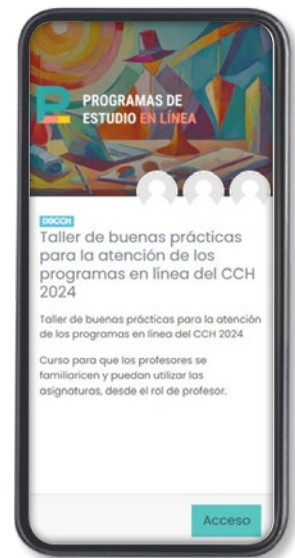 PROGRAMAS DE
ESTUDIO EN LÍNEA
DGCCH
Taller de buenas prácticas
para la atención de los
programas en línea del CCH
2024
Taller de buenas prácticas para la atención
de los programas en línea del CCH 2024
Curso para que los profesores se
familiaricen y puedan utilizar las
asignaturas, desde el rol de profesor.
Acceso